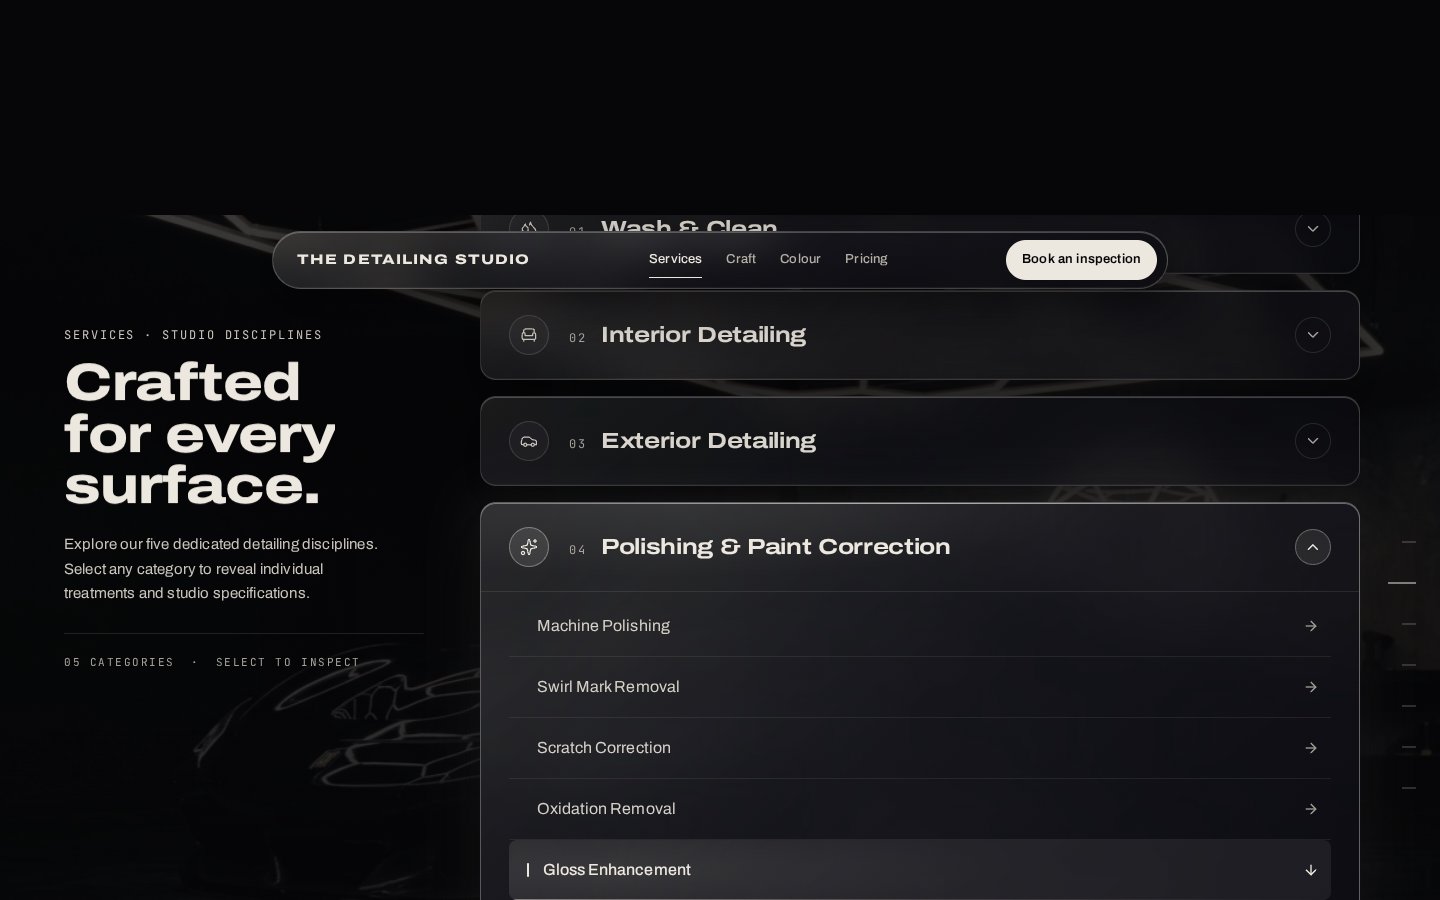 01 Wash & Clean
THE DETAILING STUDIO Services Craft Colour Pricing Book an inspection
02 Interior Detailing
SERVICES · STUDIO DISCIPLINES
Crafted
for every
surface.
Explore our five dedicated detailing disciplines.
Select any category to reveal individual
treatments and studio specifications.
05 CATEGORIES · SELECT TO INSPECT
03 Exterior Detailing
04 Polishing & Paint Correction
Machine Polishing
Swirl Mark Removal
Scratch Correction
Oxidation Removal
Gloss Enhancement